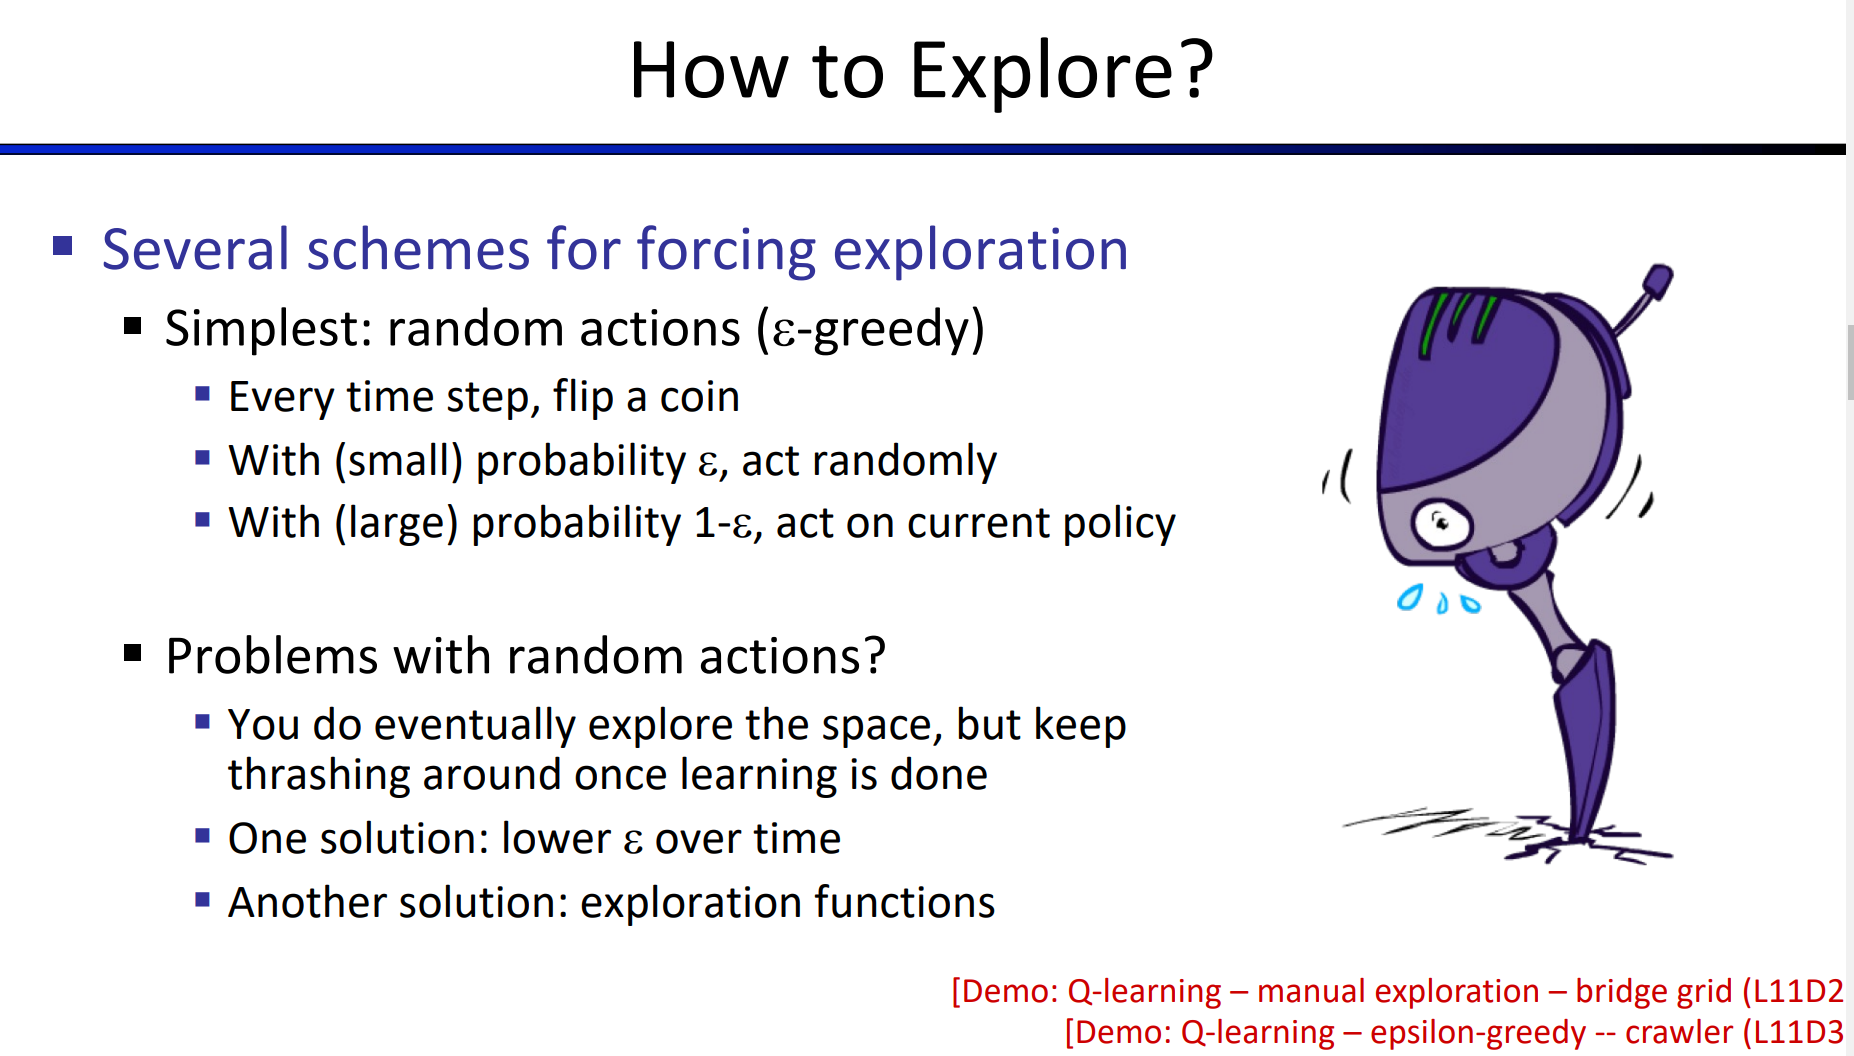 How to Explore?
Several schemes for forcing exploration
Simplest: random actions (ε-greedy)
Every time step, flip a coin
With (small) probability ε, act randomly
With (large) probability 1-ε, act on current policy
Problems with random actions?
You do eventually explore the space, but keep
thrashing around once learning is done
One solution: lower ε over time
Another solution: exploration functions
[Demo: Q-learning – manual exploration – bridge grid (L11D2
[Demo: Q-learning – epsilon-greedy -- crawler (L11D3